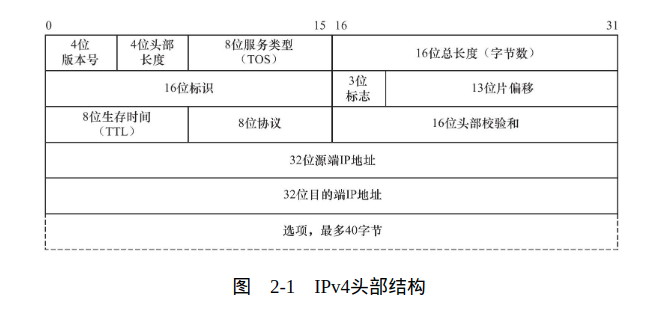 0 15 16 31
4位
版本号
4位头部
长度
8位服务类型
（TOS）
16位总长度（字节数）
16位标识
3位
标志
13位片偏移
8位生存时间
（TTL）
8位协议
16位头部校验和
32位源端IP地址
32位目的端IP地址
选项，最多40字节
图 2-1 IPv4头部结构